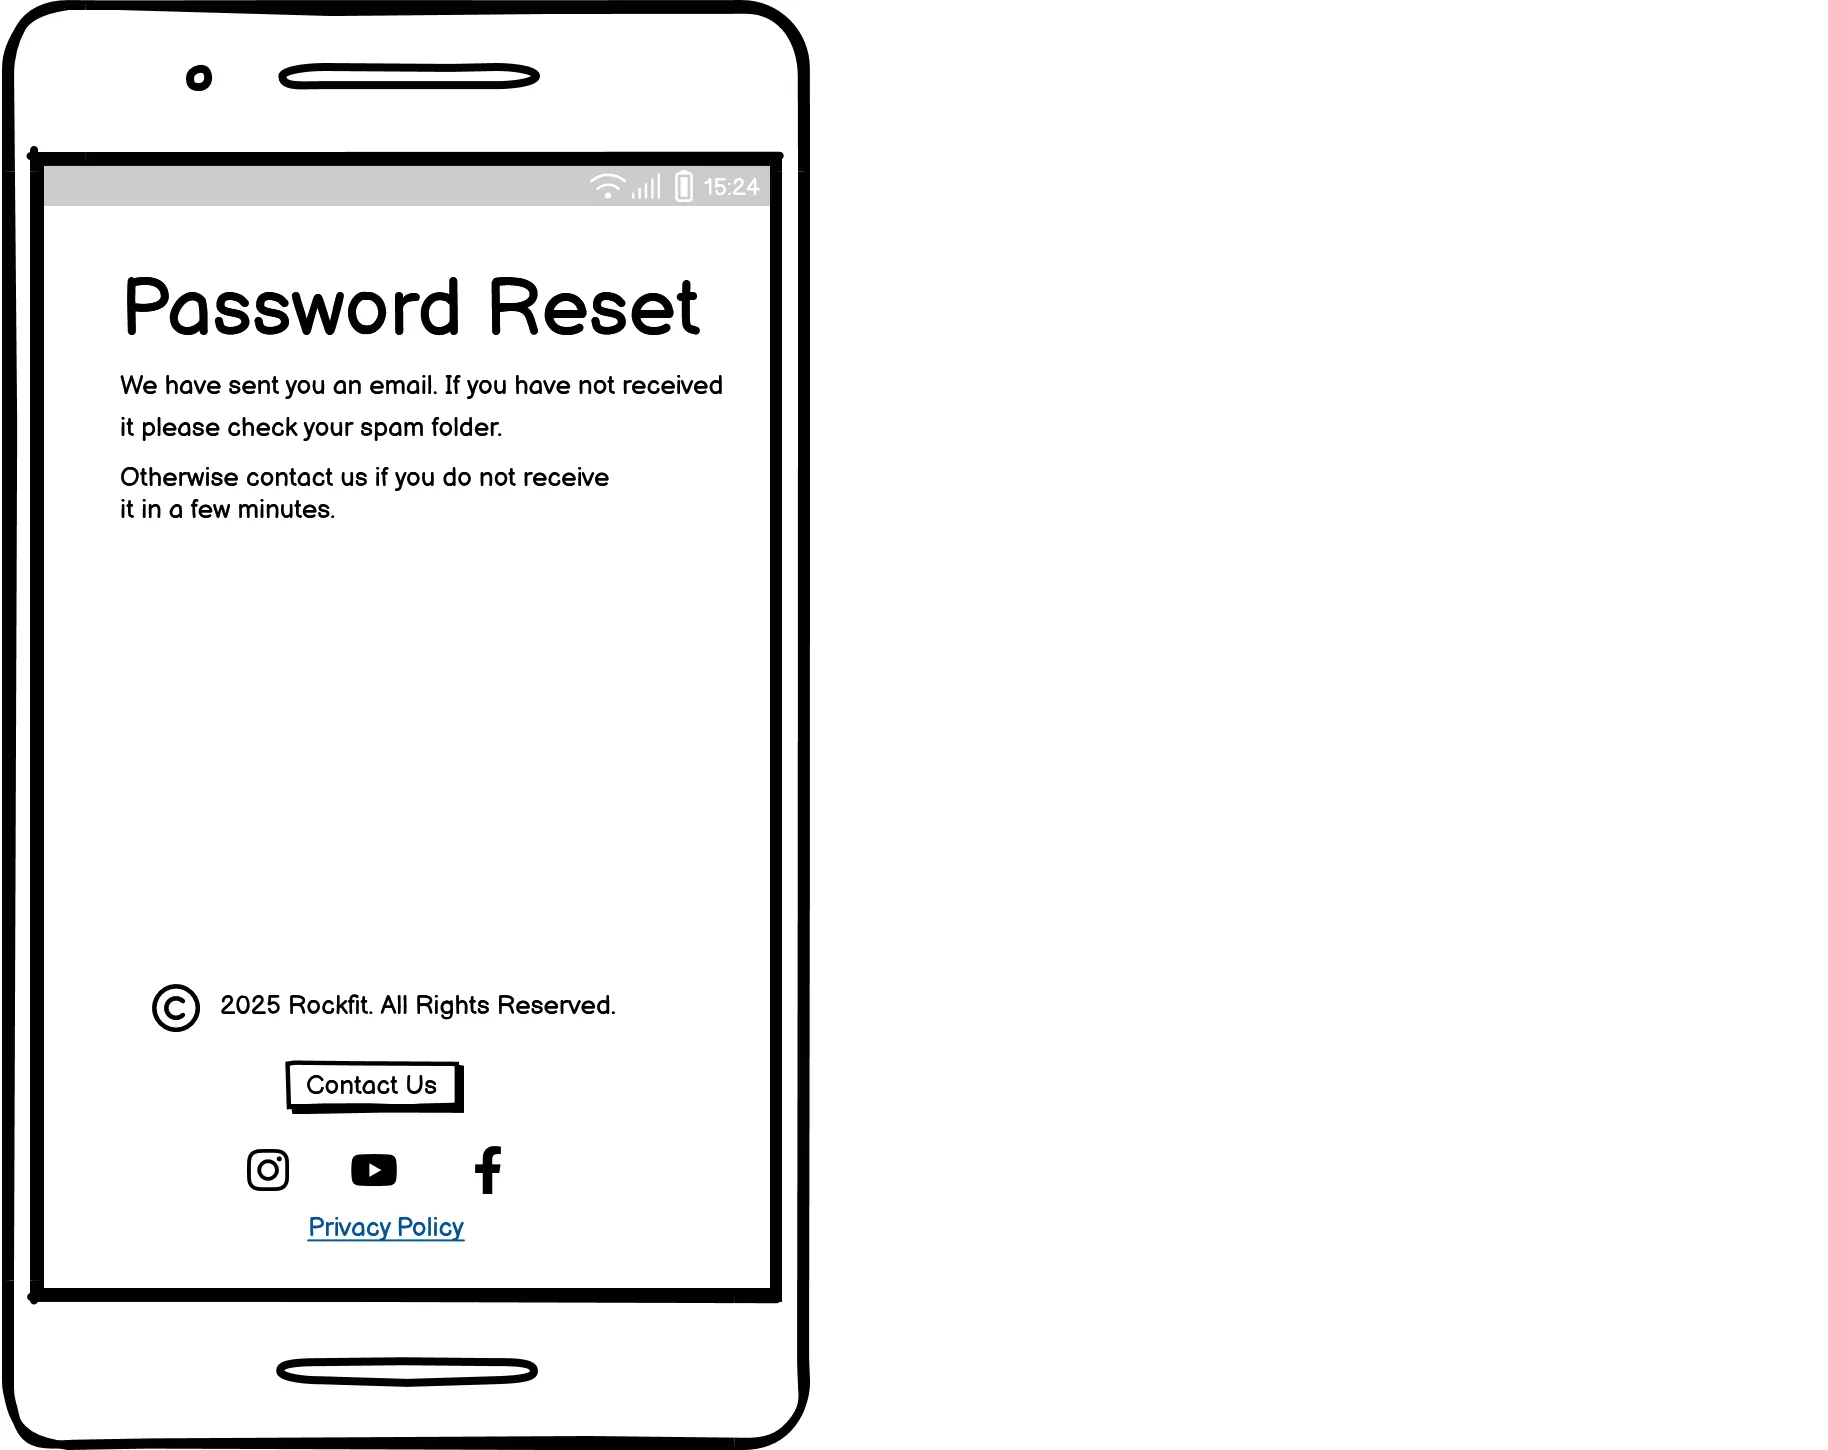 15:24
Password Reset
We have sent you an email. If you have not received
it please check your spam folder.
Otherwise contact us if you do not receive
it in a few minutes.
© 2025 Rockfit. All Rights Reserved.
Contact Us
Privacy Policy